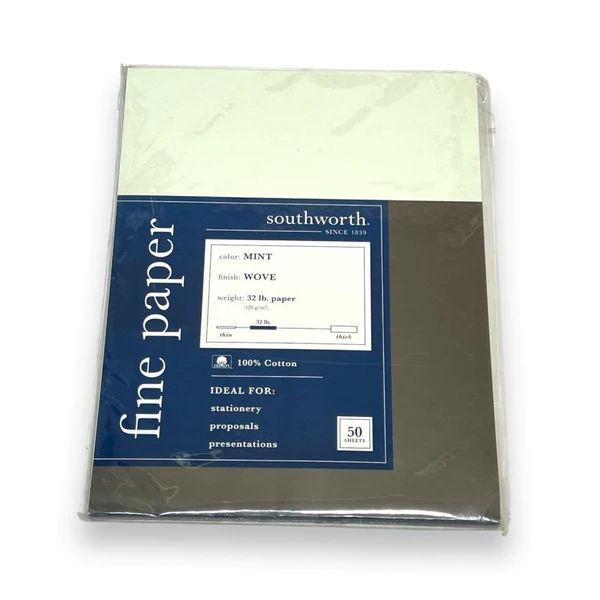 southworth®
SINCE 1839
fine paper
color: MINT
finish: WOVE
weight: 32 lb. paper
(120 g/m²)
32 lb.
thin thick
100% Cotton
IDEAL FOR:
stationery
proposals
presentations
50
SHEETS